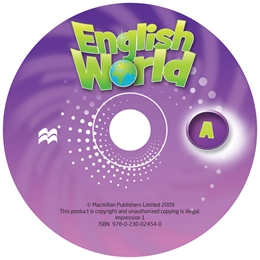 English
World
A
© Macmillan Publishers Limited 2009
This product is copyright and unauthorized copying is illegal.
impression.1
ISBN: 978-0-230-02454-0